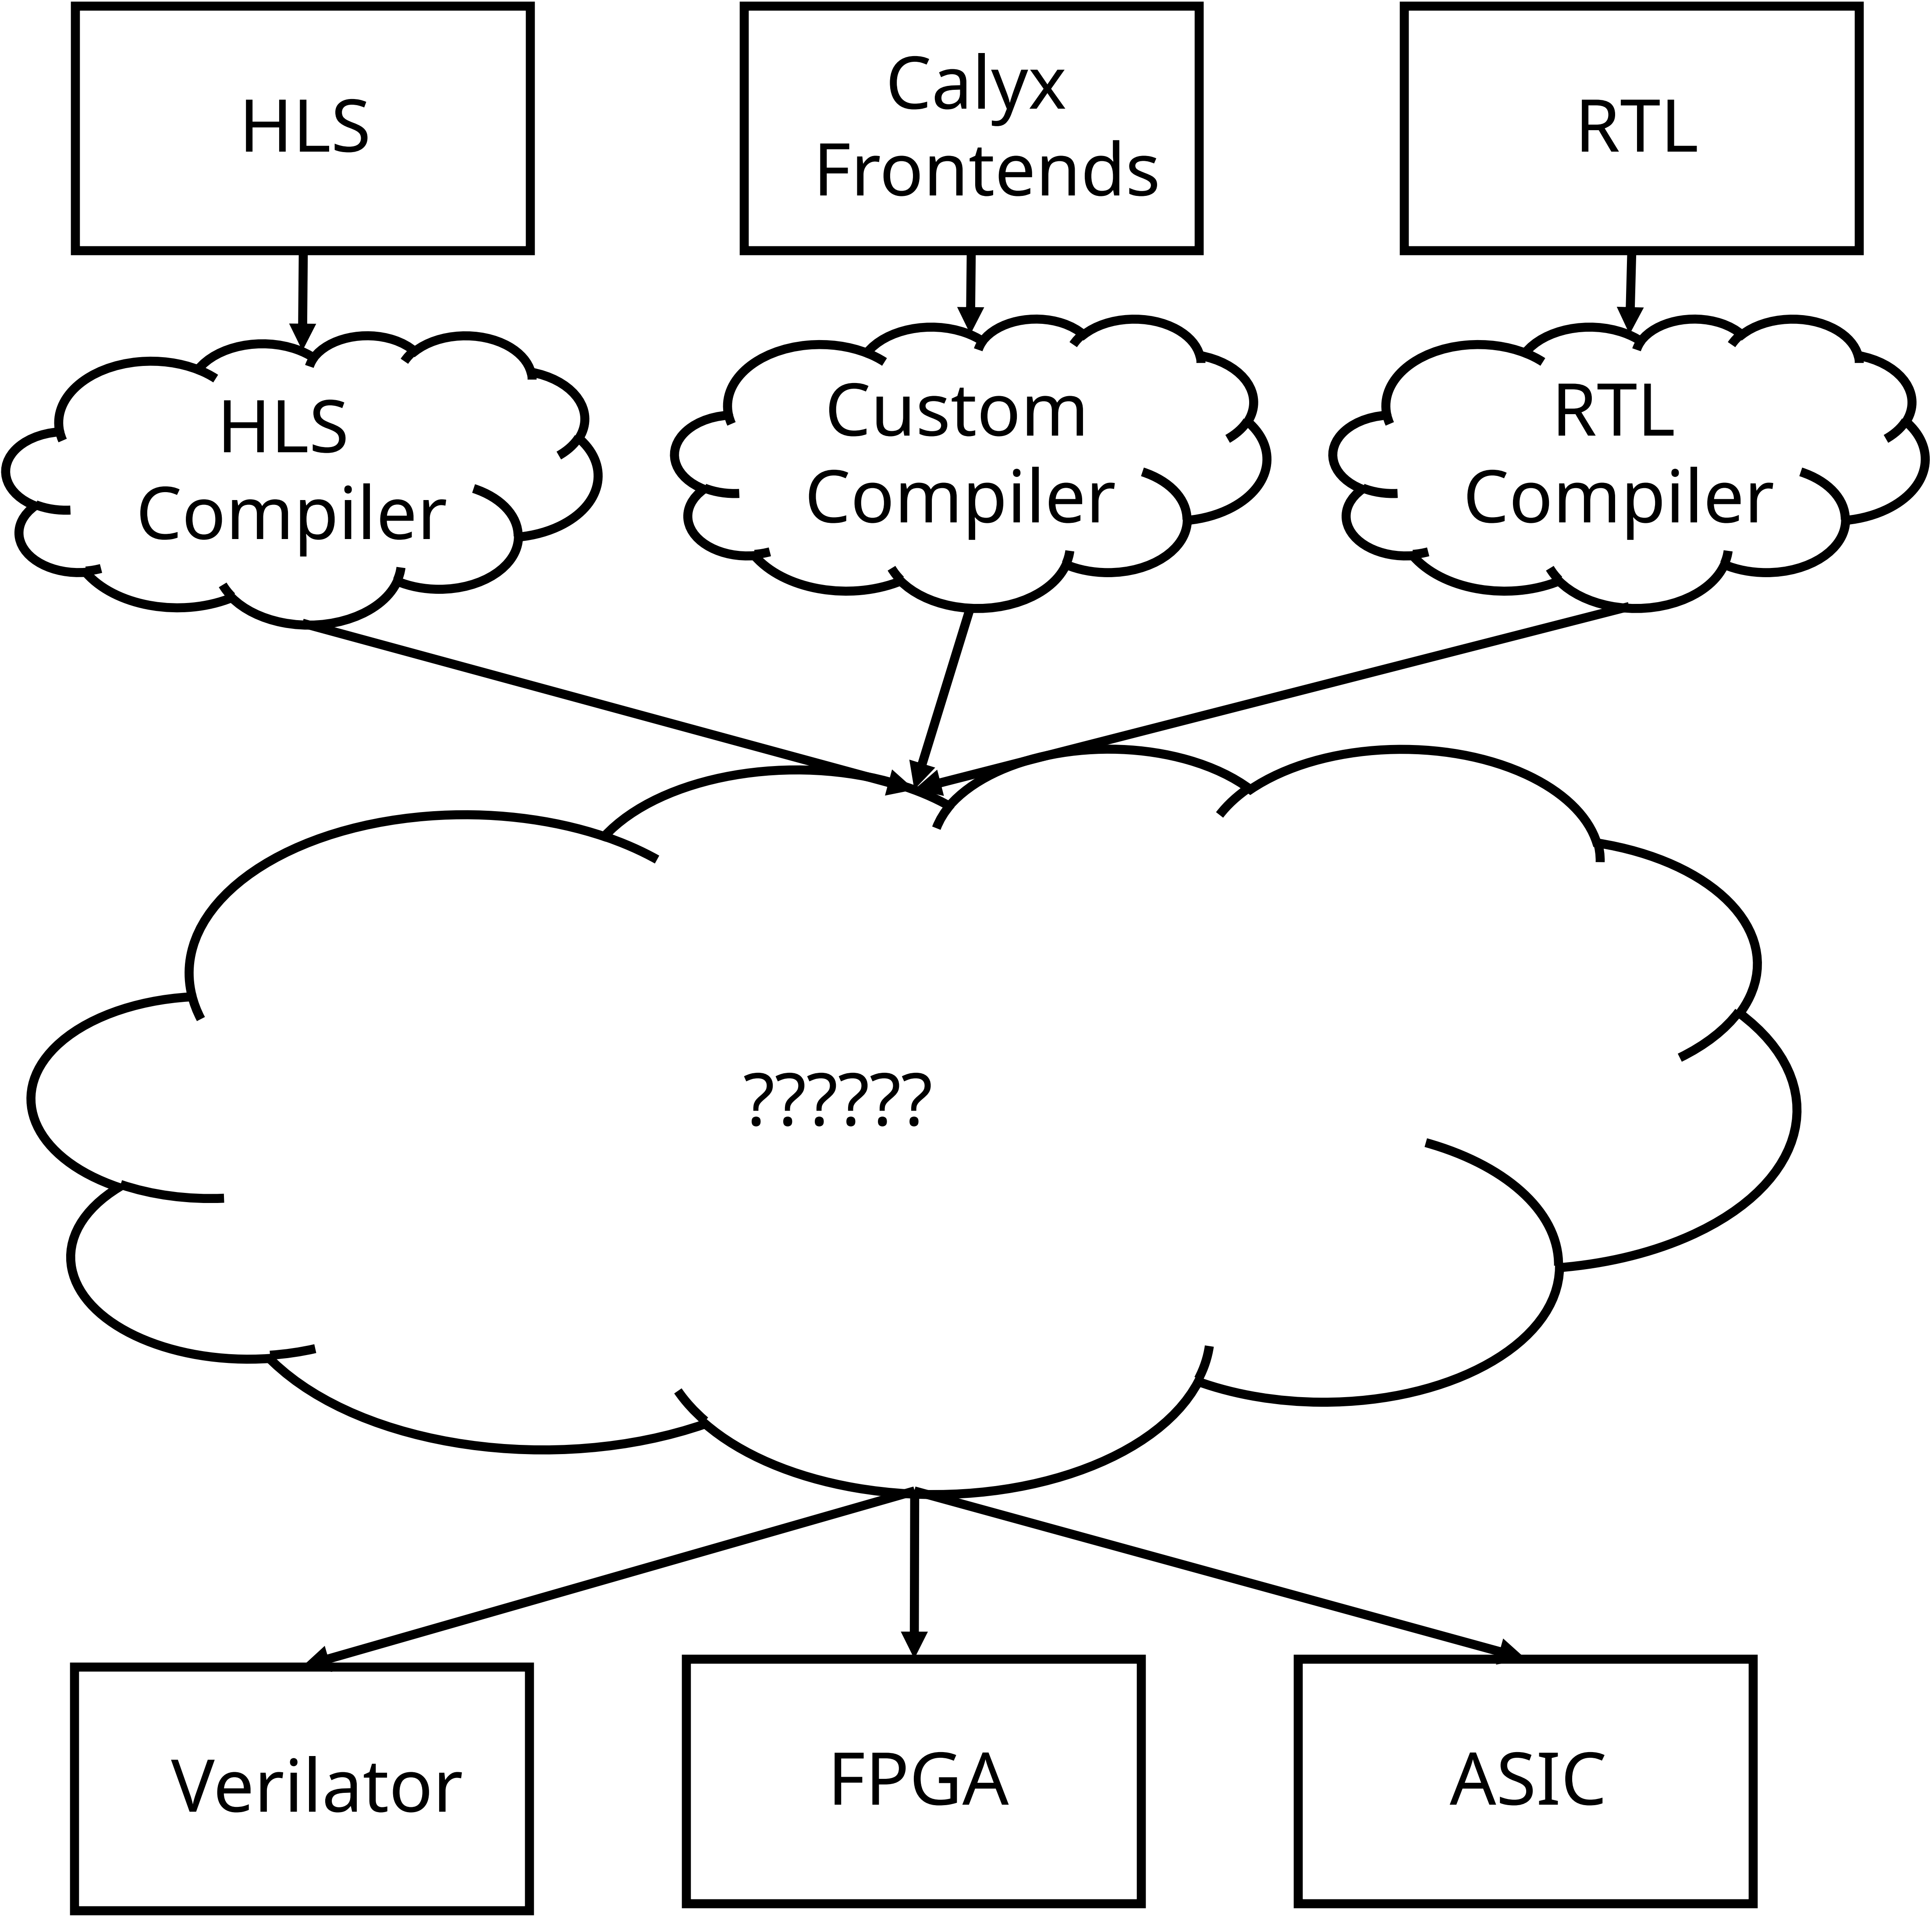 HLS
Calyx
Frontends
RTL
HLS
Compiler
Custom
Compiler
RTL
Compiler
??????
Verilator
FPGA
ASIC